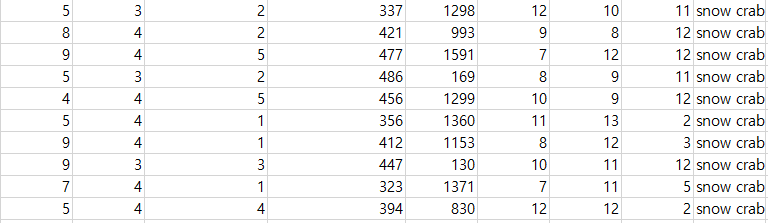 5 3 2 337 1298 12 10 11 snow crab
8 4 2 421 993 9 8 12 snow crab
9 4 5 477 1591 7 12 12 snow crab
5 3 2 486 169 8 9 11 snow crab
4 4 5 456 1299 10 9 12 snow crab
5 4 1 356 1360 11 13 2 snow crab
9 4 1 412 1153 8 12 3 snow crab
9 3 3 447 130 10 11 12 snow crab
7 4 1 323 1371 7 11 5 snow crab
5 4 4 394 830 12 12 2 snow crab